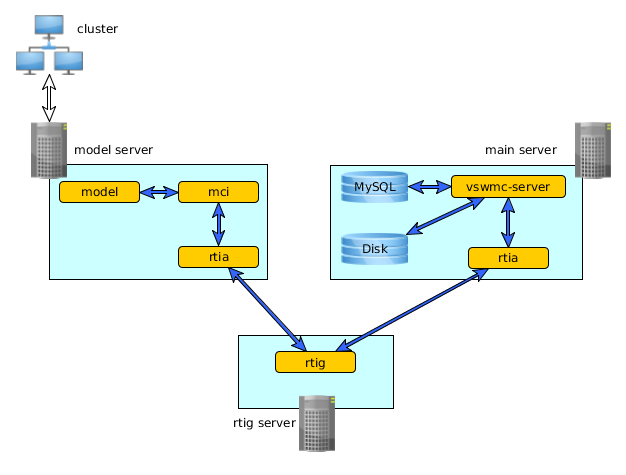 cluster
model server
main server
model
mci
MySQL
vswmc-server
rtia
Disk
rtia
rtig
rtig server